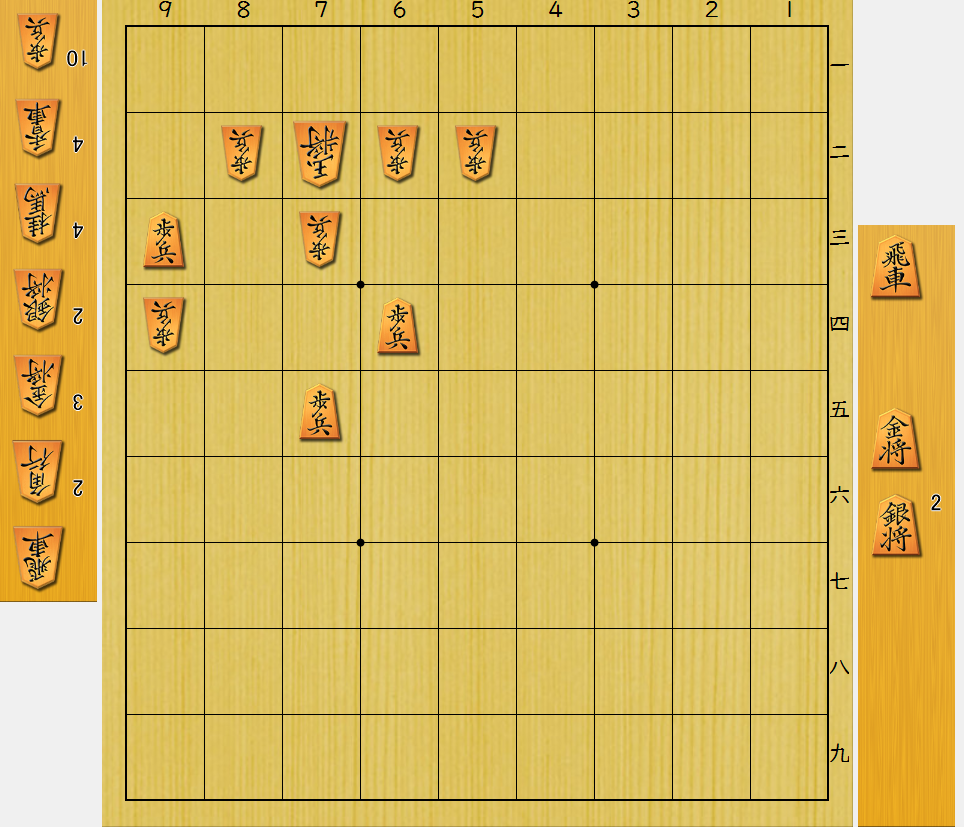 9 8 7 6 5 4 3 2 1
歩兵 10
香車 4
桂馬 4
銀将 2
金将 3
角行 2
飛車
歩兵 玉将 歩兵 歩兵
歩兵 歩兵
歩兵 歩兵
歩兵
一
二
三
四
五
六
七
八
九
飛車
金将
銀将 2